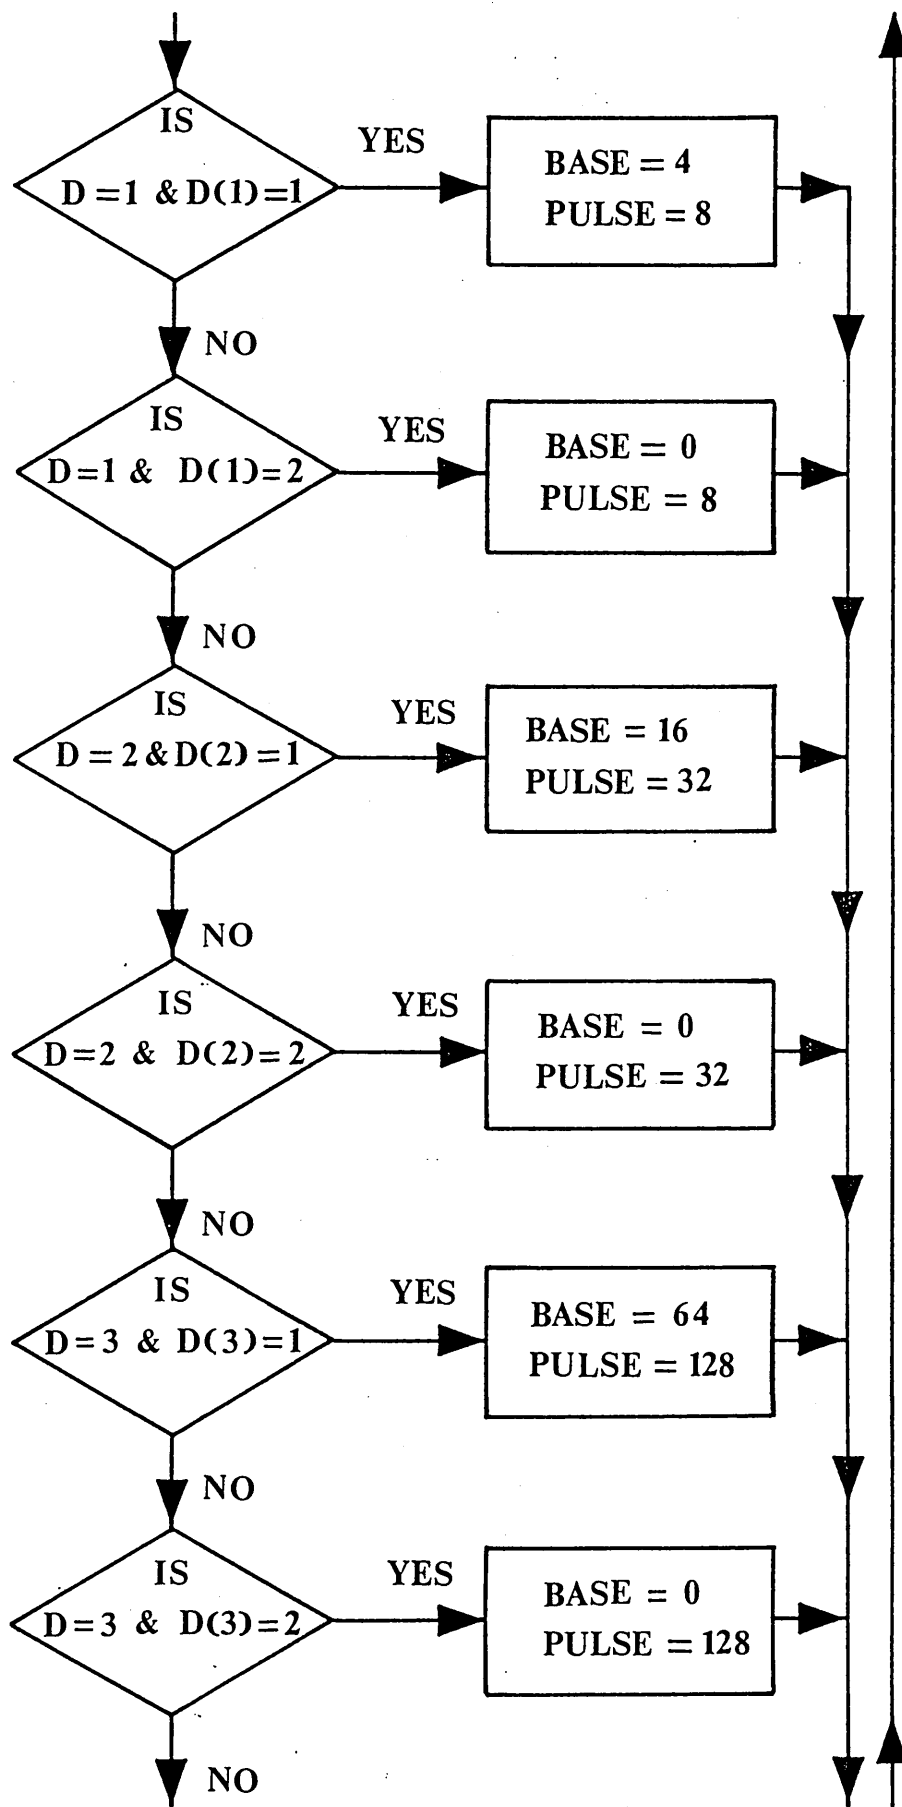 IS
D = 1 & D(1) = 1
YES
BASE = 4
PULSE = 8
NO
IS
D = 1 & D(1) = 2
YES
BASE = 0
PULSE = 8
NO
IS
D = 2 & D(2) = 1
YES
BASE = 16
PULSE = 32
NO
IS
D = 2 & D(2) = 2
YES
BASE = 0
PULSE = 32
NO
IS
D = 3 & D(3) = 1
YES
BASE = 64
PULSE = 128
NO
IS
D = 3 & D(3) = 2
YES
BASE = 0
PULSE = 128
NO